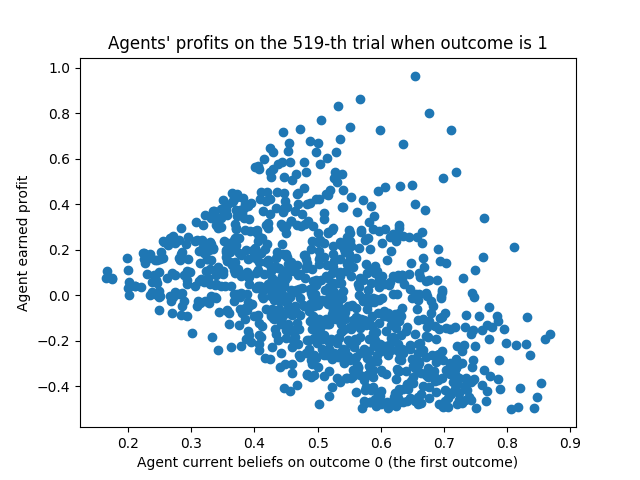 Agents' profits on the 519-th trial when outcome is 1
1.0
0.8
0.6
0.4
0.2
0.0
−0.2
−0.4
Agent earned profit
0.2 0.3 0.4 0.5 0.6 0.7 0.8 0.9
Agent current beliefs on outcome 0 (the first outcome)